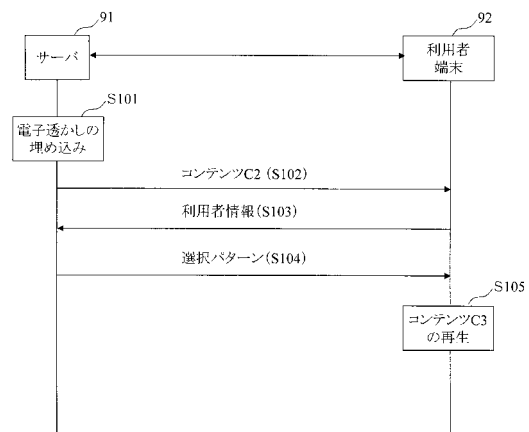 91
92
サーバ
利用者
端末
S101
電子透かしの
埋め込み
コンテンツC2(S102)
利用者情報(S103)
選択パターン(S104)
S105
コンテンツC3
の再生